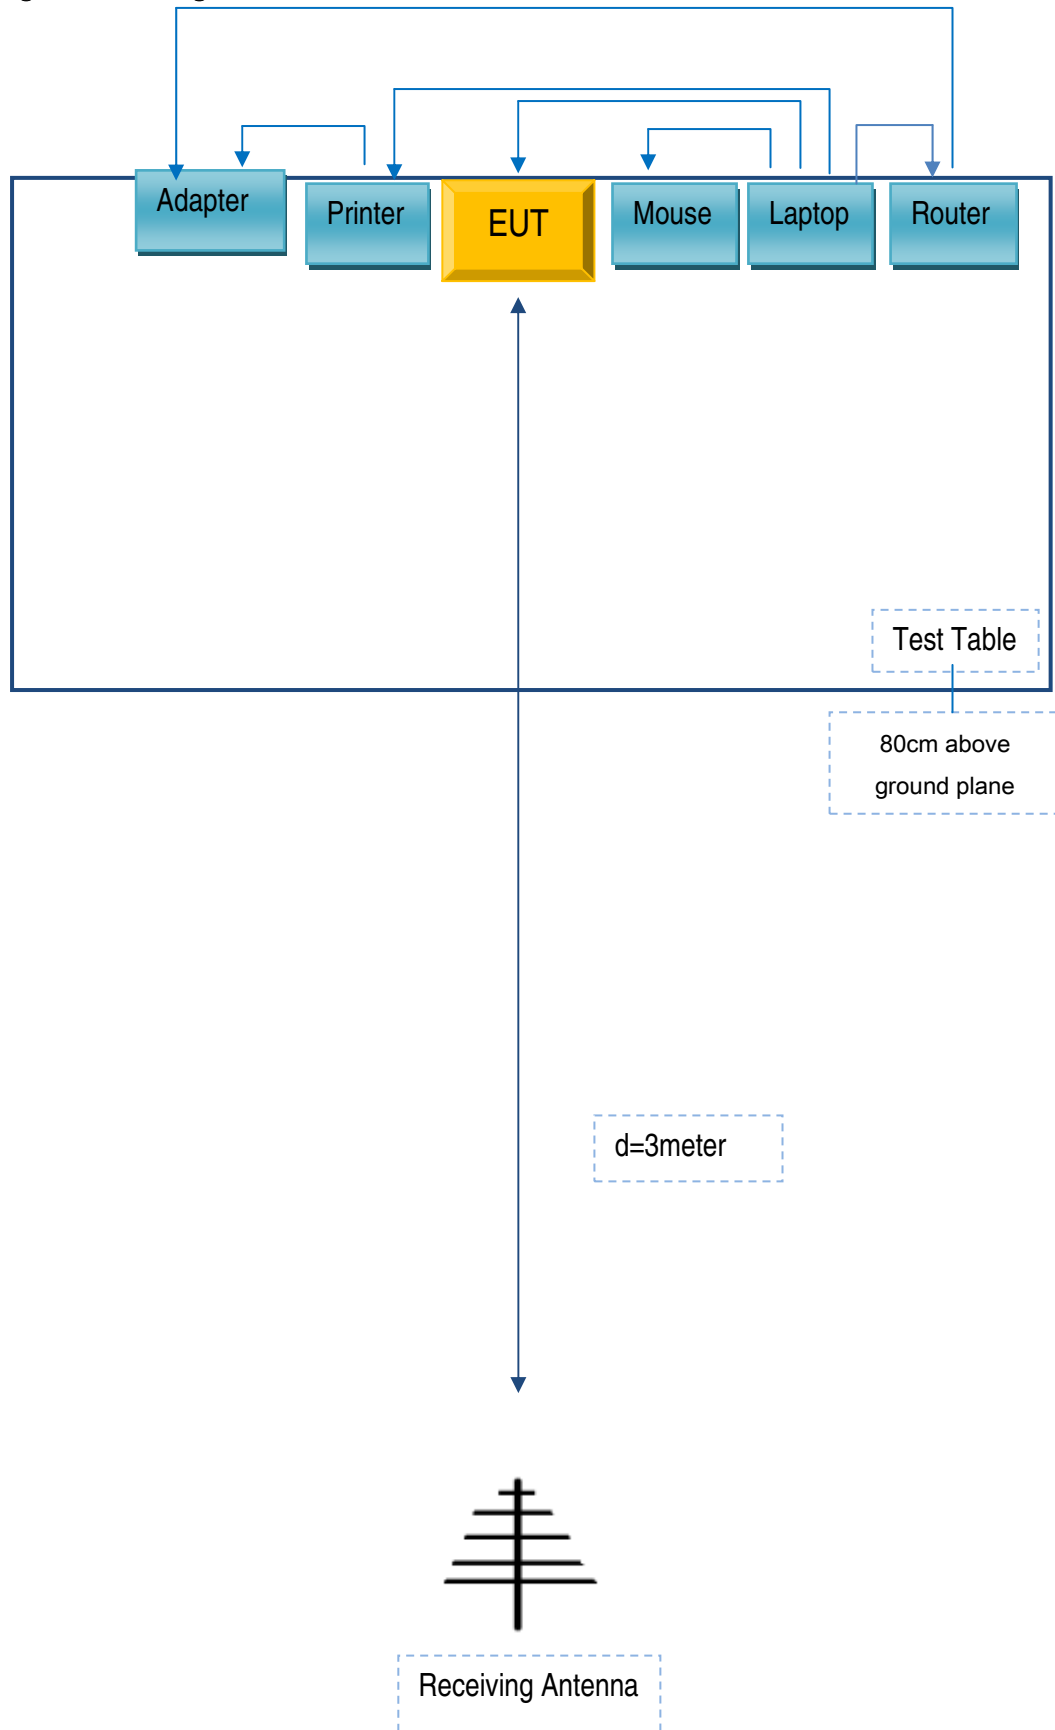 Adapter
Printer
EUT
Mouse
Laptop
Router
Test Table
80cm above
ground plane
d=3meter
Receiving Antenna